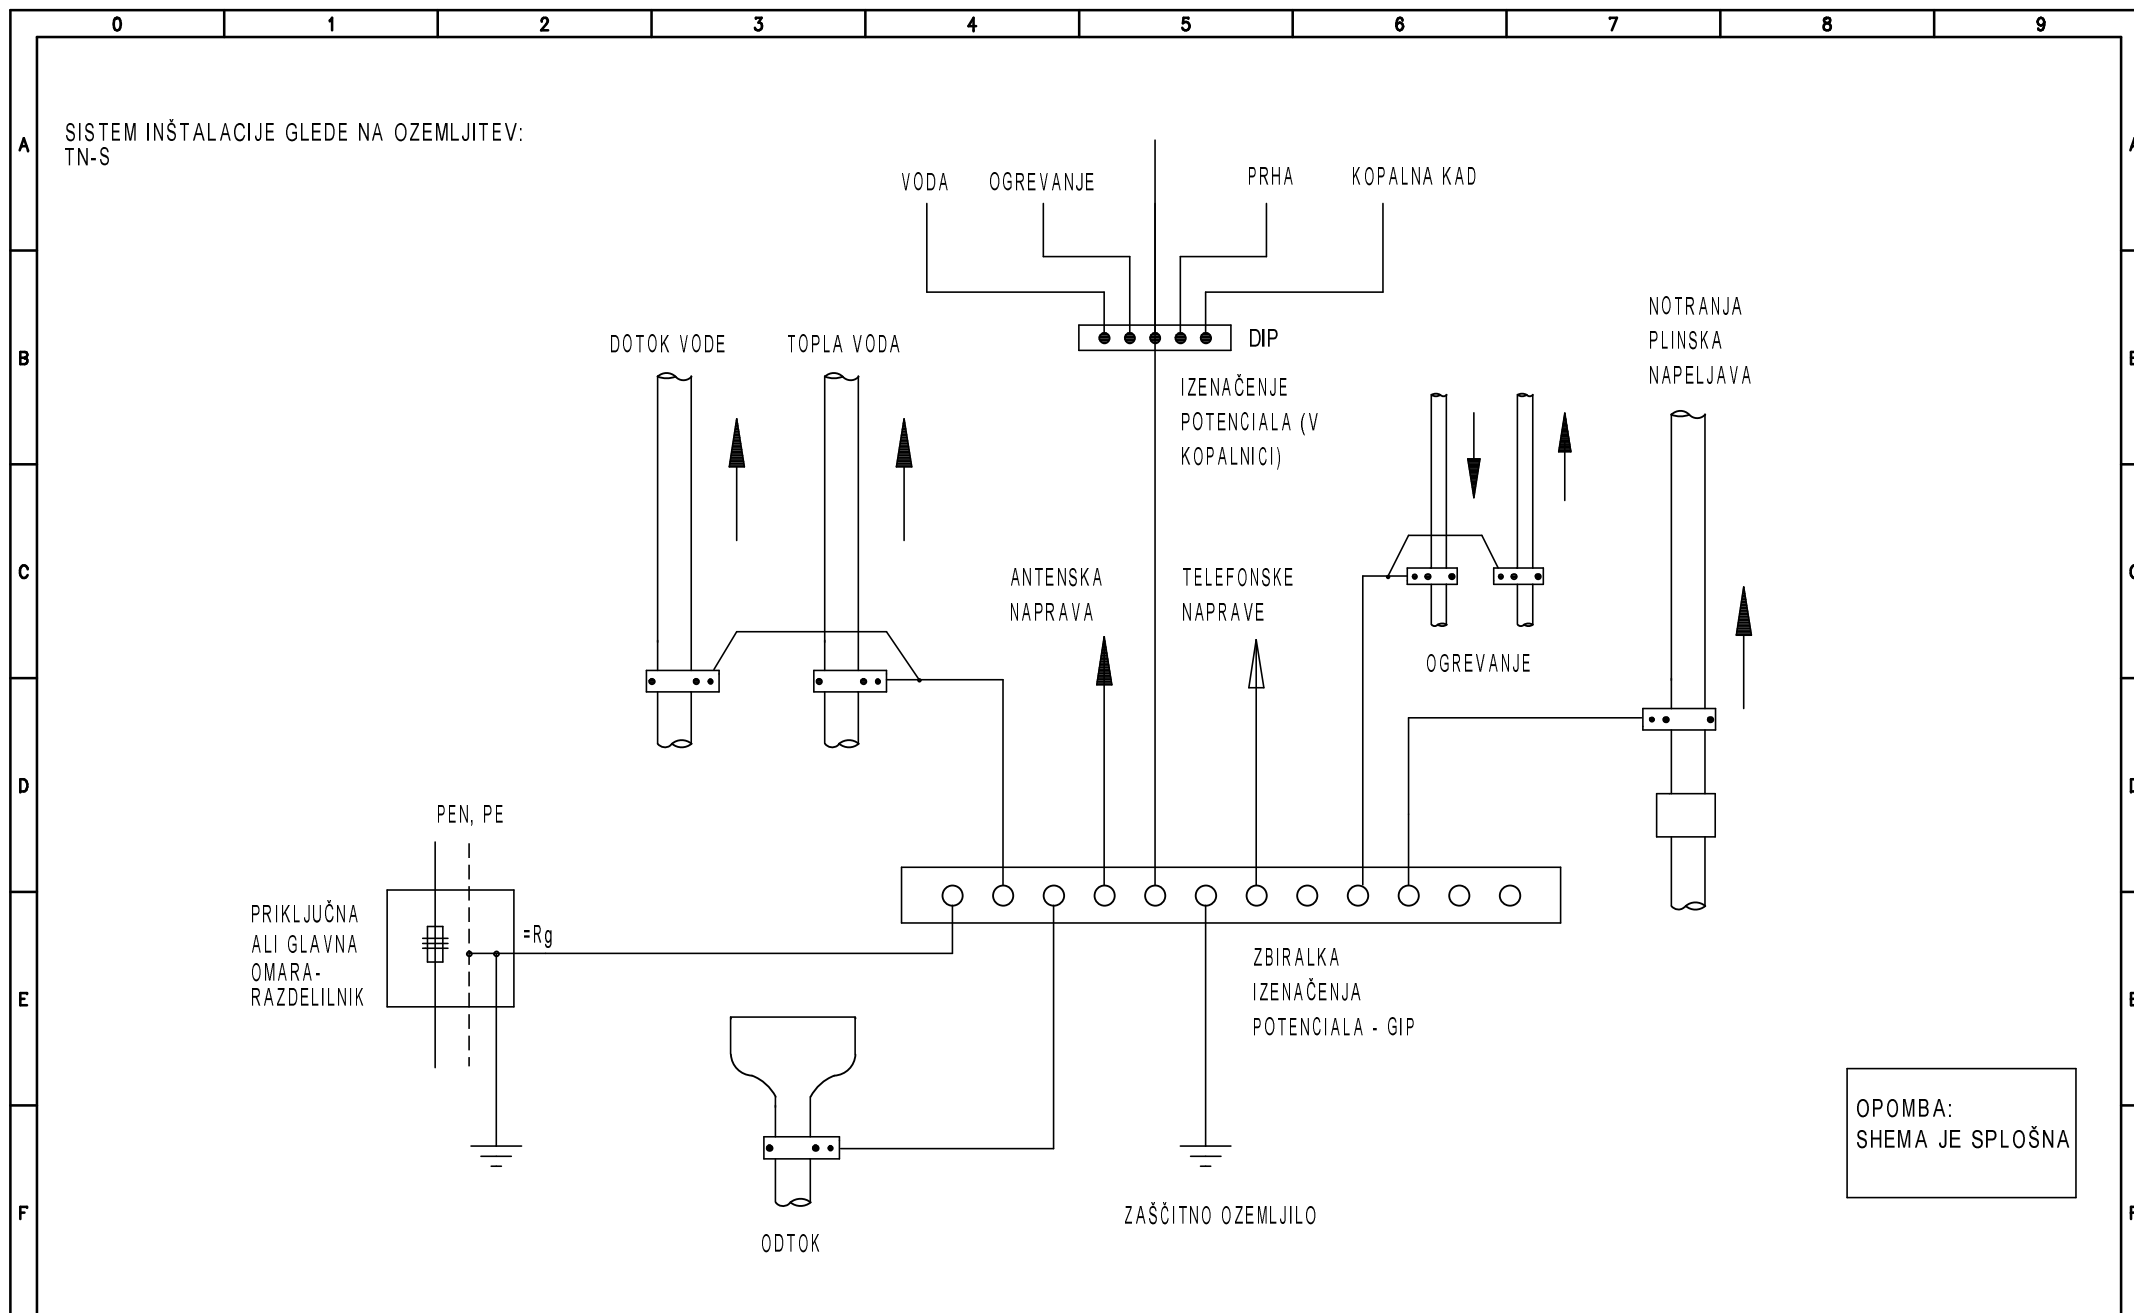 0 1 2 3 4 5 6 7 8 9
A
B
C
D
E
F
SISTEM INŠTALACIJE GLEDE NA OZEMLJITEV:
TN-S
VODA
OGREVANJE
PRHA
KOPALNA KAD
DIP
IZENAČENJE
POTENCIALA (V
KOPALNICI)
DOTOK VODE
TOPLA VODA
NOTRANJA
PLINSKA
NAPELJAVA
ANTENSKA
NAPRAVA
TELEFONSKE
NAPRAVE
OGREVANJE
PEN, PE
PRIKLJUČNA
ALI GLAVNA
OMARA-
RAZDELILNIK
=Rg
ZBIRALKA
IZENAČENJA
POTENCIALA - GIP
ODTOK
ZAŠČITNO OZEMLJILO
OPOMBA:
SHEMA JE SPLOŠNA